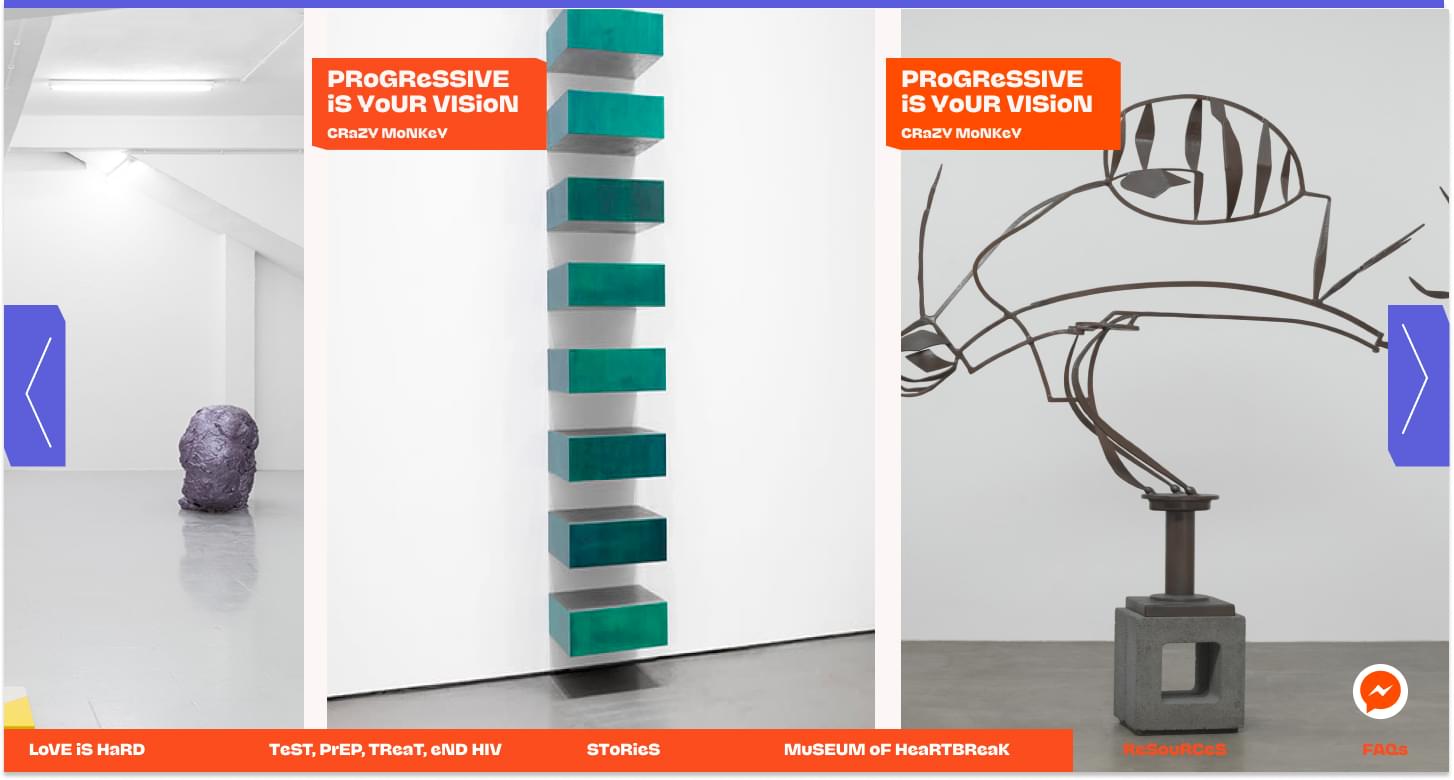 PRoGReSSIVE
iS YoUR VISioN
CRaZY MoNKeY
PRoGReSSIVE
iS YoUR VISioN
CRaZY MoNKeY
LoVE iS HaRD
TeST, PrEP, TReaT, eND HIV
SToRieS
MuSEUM oF HeaRTBReaK
ReSouRCeS
FAQs